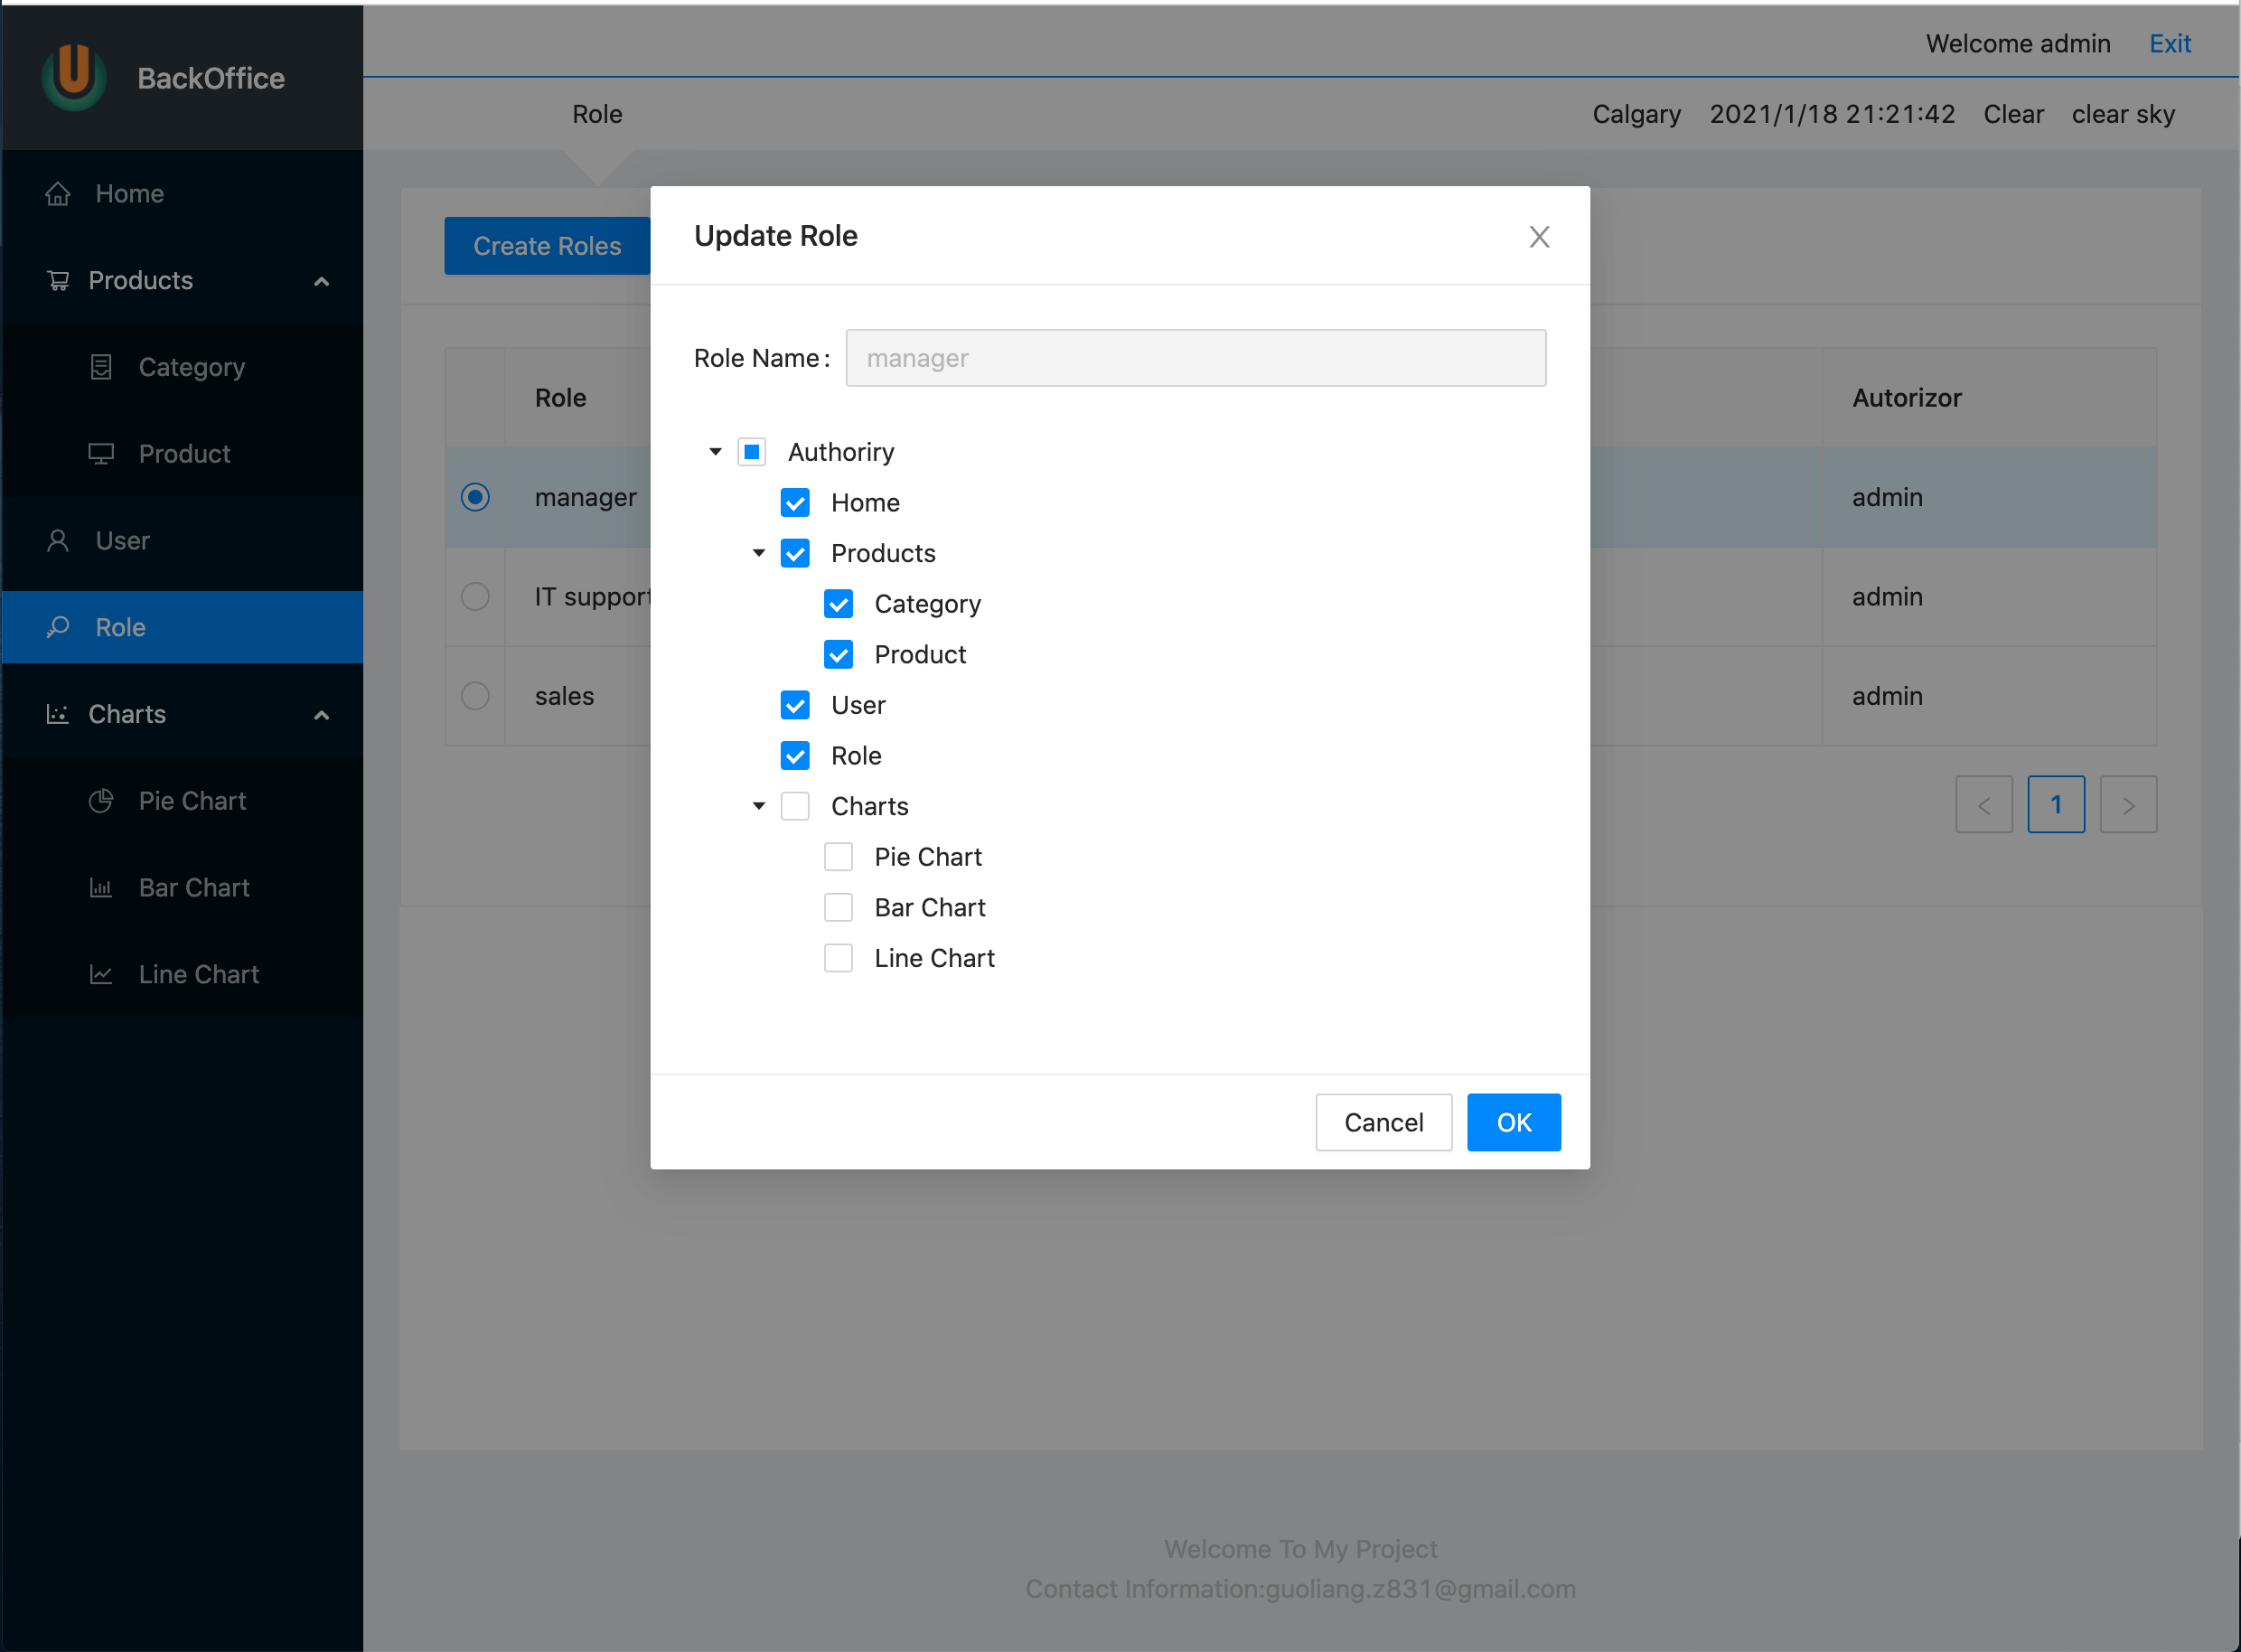 BackOffice
Welcome admin Exit
Role
Calgary 2021/1/18 21:21:42 Clear clear sky
Home
Products
Category
Product
User
Role
Charts
Pie Chart
Bar Chart
Line Chart
Create Roles
Role Autorizor
manager admin
IT support admin
sales admin
< 1 >
Update Role X
Role Name: manager
Authoriry
Home
Products
Category
Product
User
Role
Charts
Pie Chart
Bar Chart
Line Chart
Cancel OK
Welcome To My Project
Contact Information:guoliang.z831@gmail.com